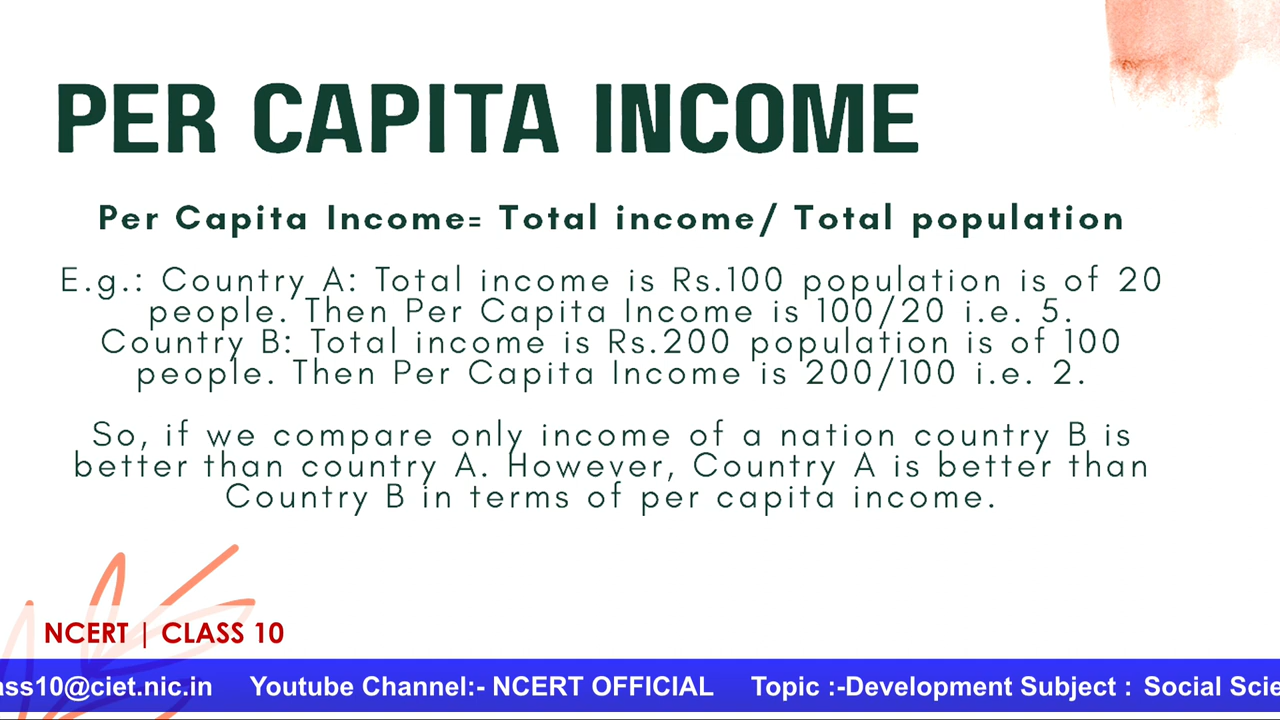 PER CAPITA INCOME
Per Capita Income= Total income/ Total population
E.g.: Country A: Total income is Rs.100 population is of 20
people. Then Per Capita Income is 100/20 i.e. 5.
Country B: Total income is Rs.200 population is of 100
people. Then Per Capita Income is 200/100 i.e. 2.
So, if we compare only income of a nation country B is
better than country A. However, Country A is better than
Country B in terms of per capita income.
NCERT | CLASS 10
ass10@ciet.nic.in Youtube Channel:- NCERT OFFICIAL Topic :-Development Subject : Social Scie